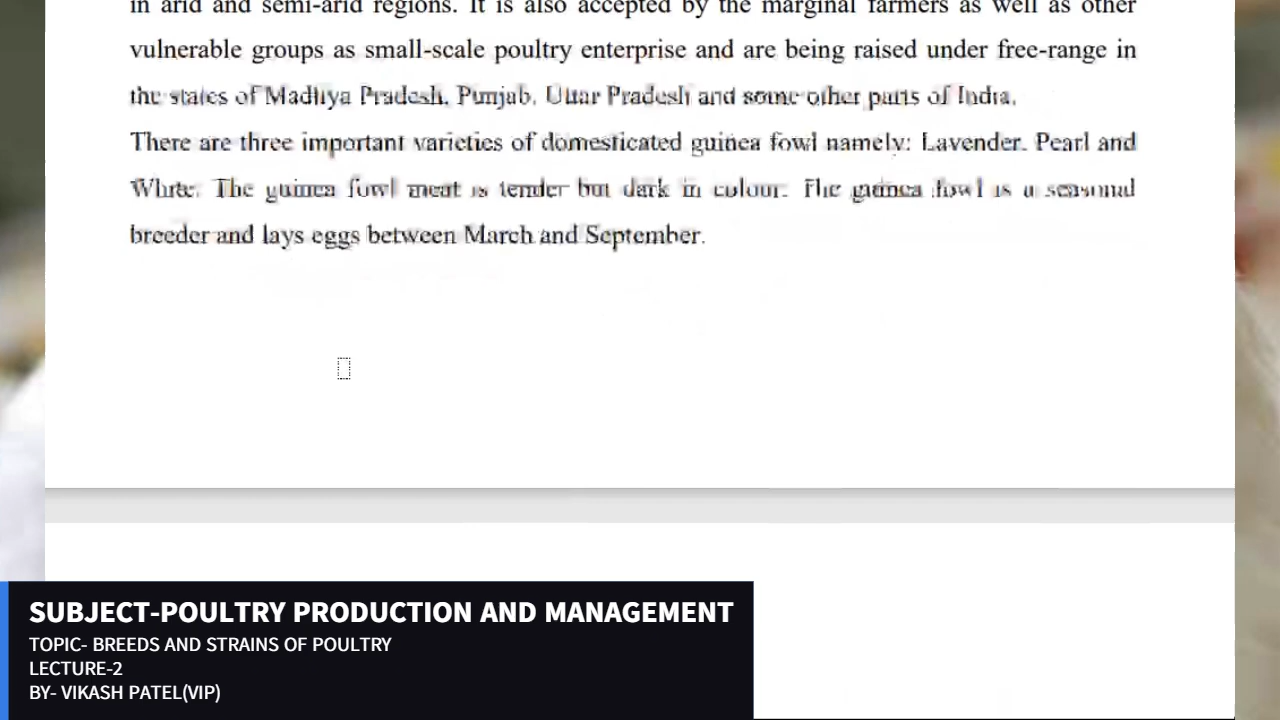 in arid and semi-arid regions. It is also accepted by the marginal farmers as well as other
vulnerable groups as small-scale poultry enterprise and are being raised under free-range in
the states of Madhya Pradesh, Punjab, Uttar Pradesh and some other parts of India.
There are three important varieties of domesticated guinea fowl namely: Lavender, Pearl and
White. The guinea fowl meat is tender but dark in colour. The guinea fowl is a seasonal
breeder and lays eggs between March and September.
SUBJECT-POULTRY PRODUCTION AND MANAGEMENT
TOPIC- BREEDS AND STRAINS OF POULTRY
LECTURE-2
BY- VIKASH PATEL(VIP)